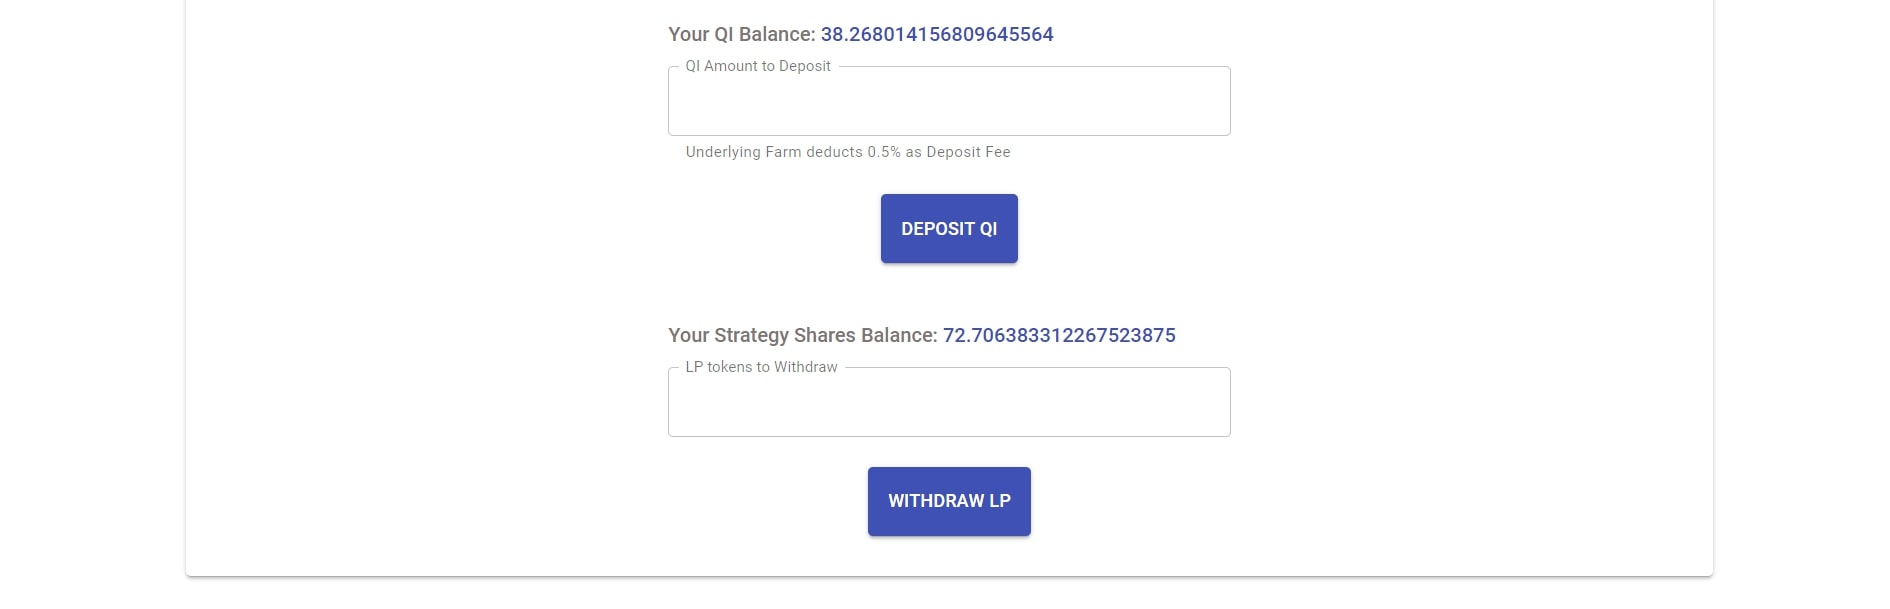 Your QI Balance: 38.268014156809645564
QI Amount to Deposit
Underlying Farm deducts 0.5% as Deposit Fee
DEPOSIT QI
Your Strategy Shares Balance: 72.706383312267523875
LP tokens to Withdraw
WITHDRAW LP